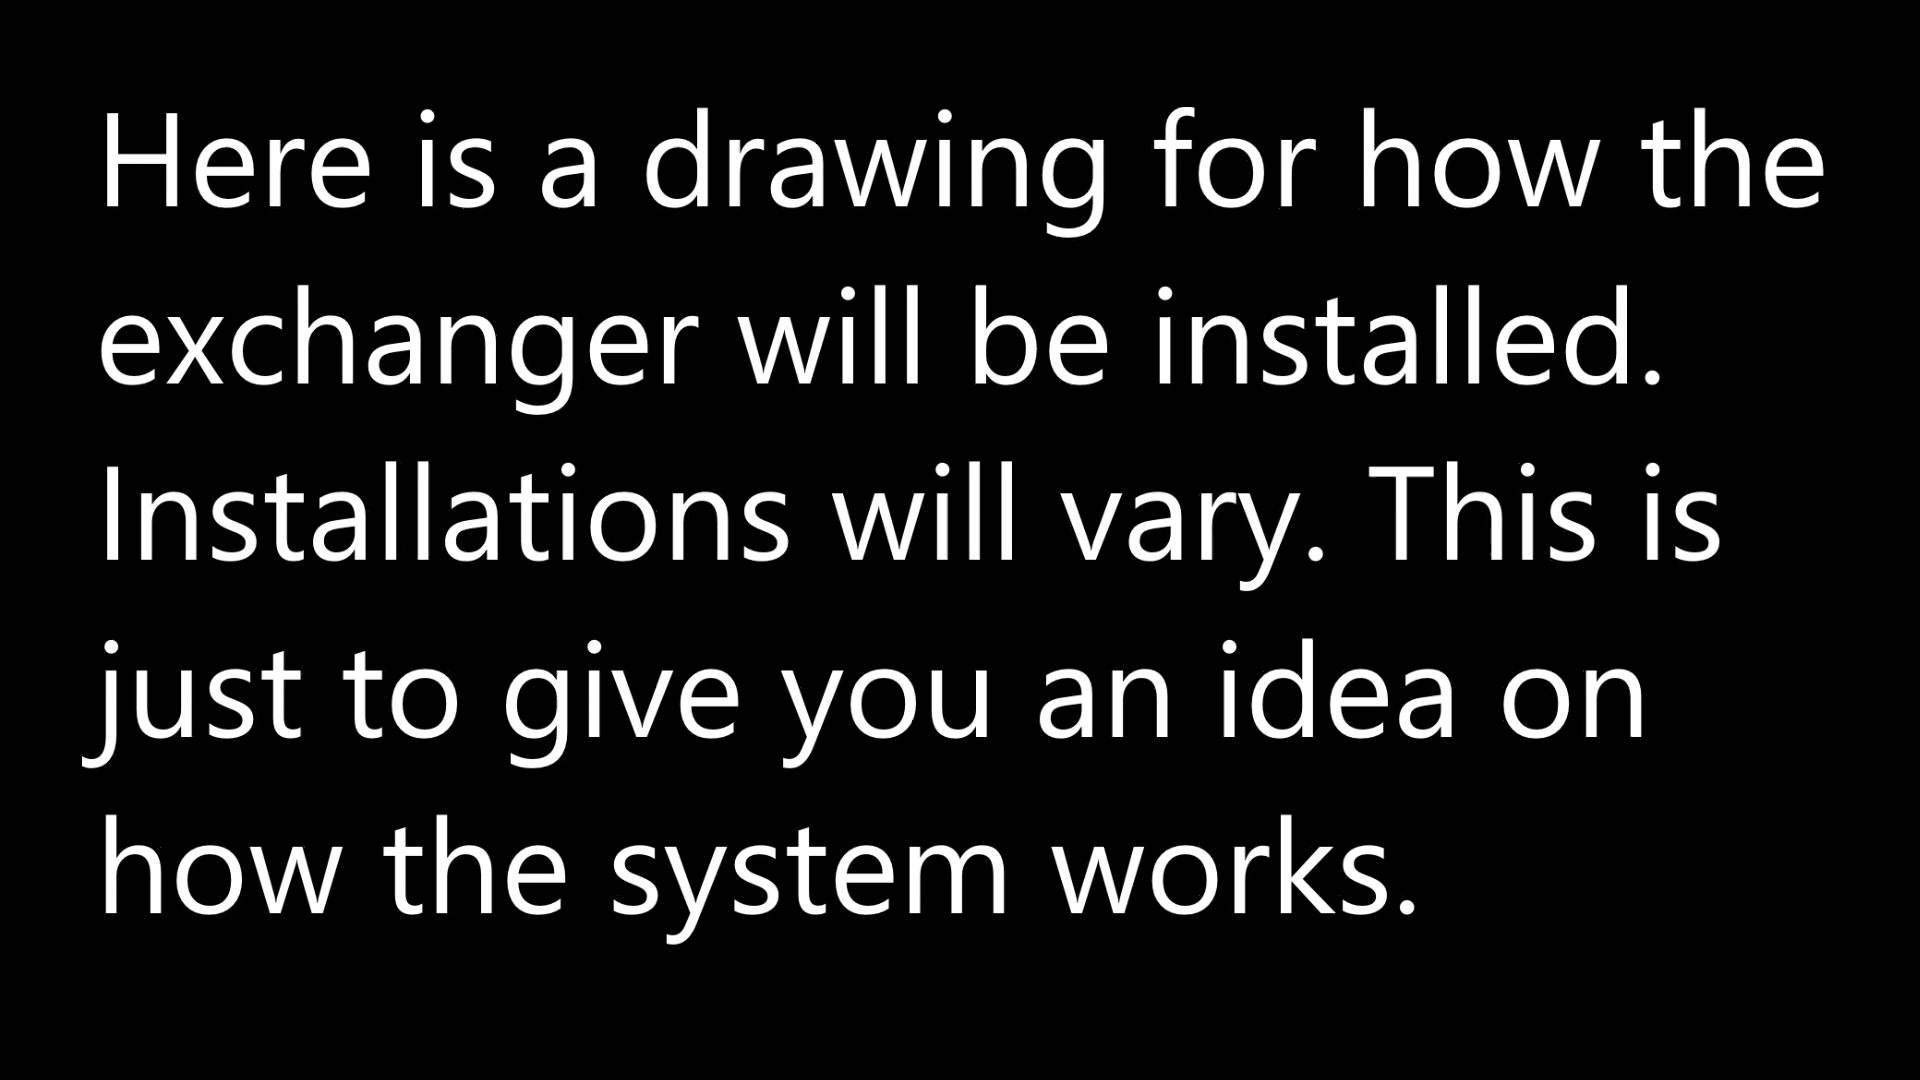 Here is a drawing for how the
exchanger will be installed.
Installations will vary. This is
just to give you an idea on
how the system works.